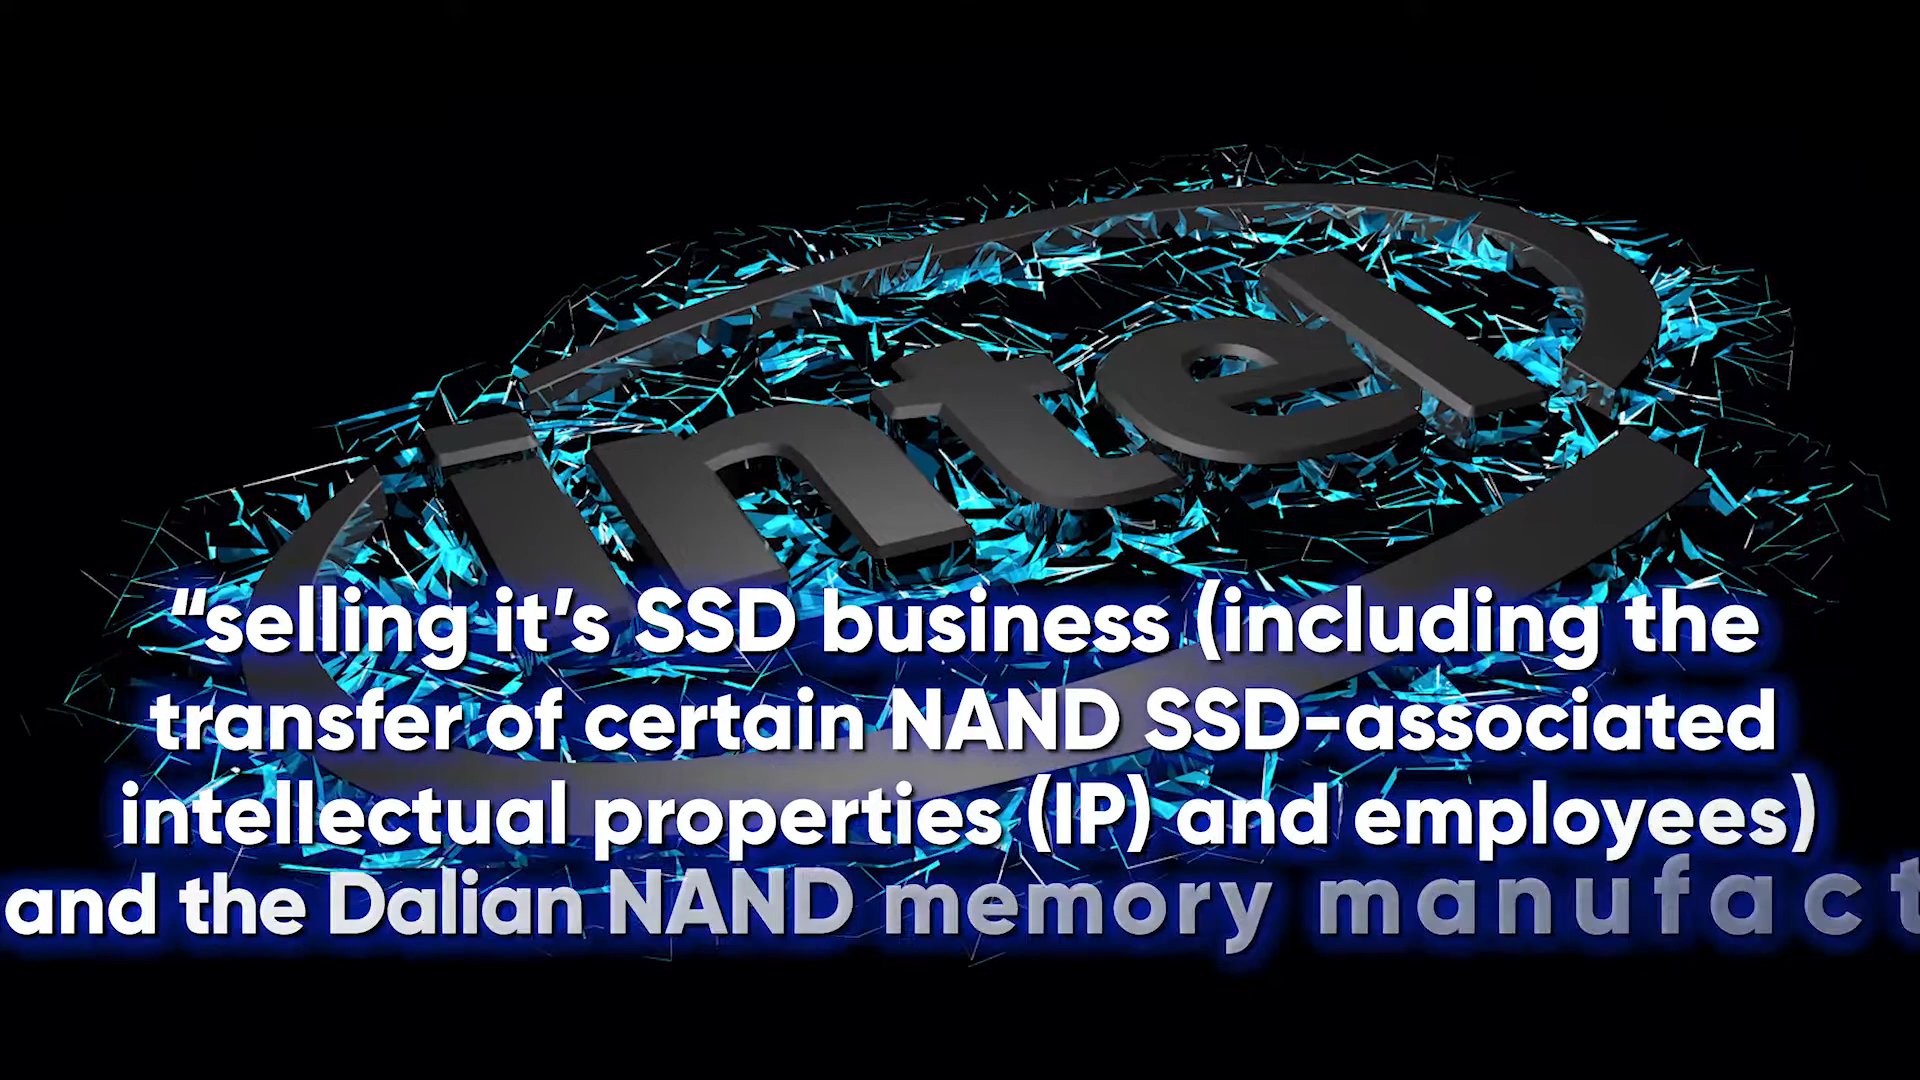 intel
“selling it’s SSD business (including the
transfer of certain NAND SSD-associated
intellectual properties (IP) and employees)
and the Dalian NAND memory manufact